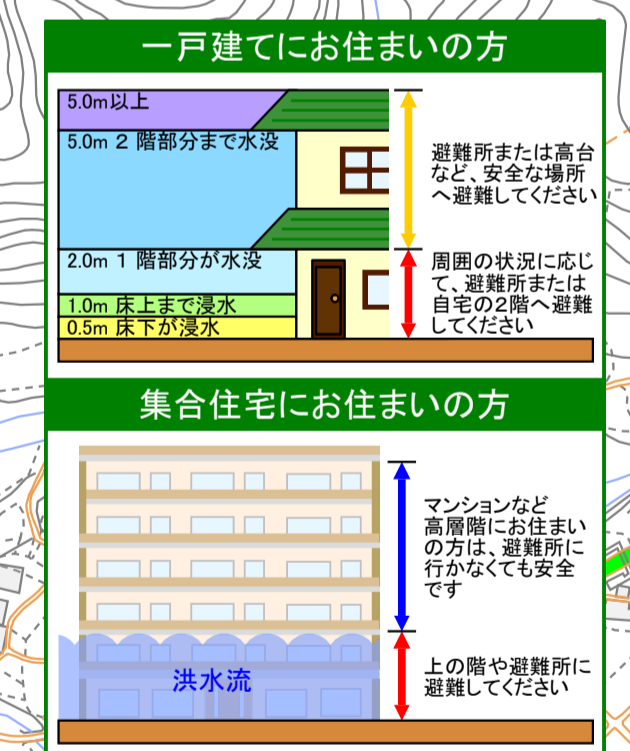 一戸建てにお住まいの方
5.0m以上
5.0m 2 階部分まで水没
避難所または高台
など、安全な場所
へ避難してください
2.0m 1 階部分が水没
1.0m 床上まで浸水
0.5m 床下が浸水
周囲の状況に応じ
て、避難所または
自宅の2階へ避難
してください
集合住宅にお住まいの方
マンションなど
高層階にお住まい
の方は、避難所に
行かなくても安全
です
洪水流
上の階や避難所に
避難してください